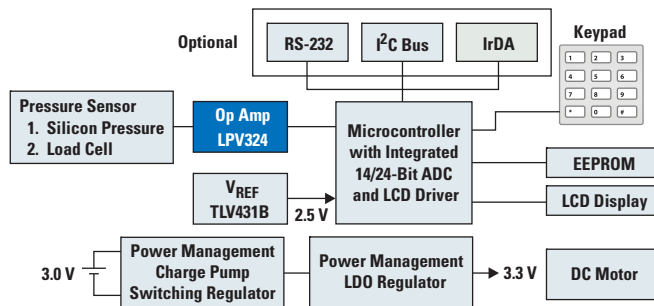 Optional
RS-232
I²C Bus
IrDA
Keypad
1 2 3
4 5 6
7 8 9
* 0 #
Pressure Sensor
1. Silicon Pressure
2. Load Cell
Op Amp
LPV324
Microcontroller
with Integrated
14/24-Bit ADC
and LCD Driver
EEPROM
LCD Display
VREF
TLV431B
2.5 V
3.0 V
Power Management
Charge Pump
Switching Regulator
Power Management
LDO Regulator
3.3 V
DC Motor